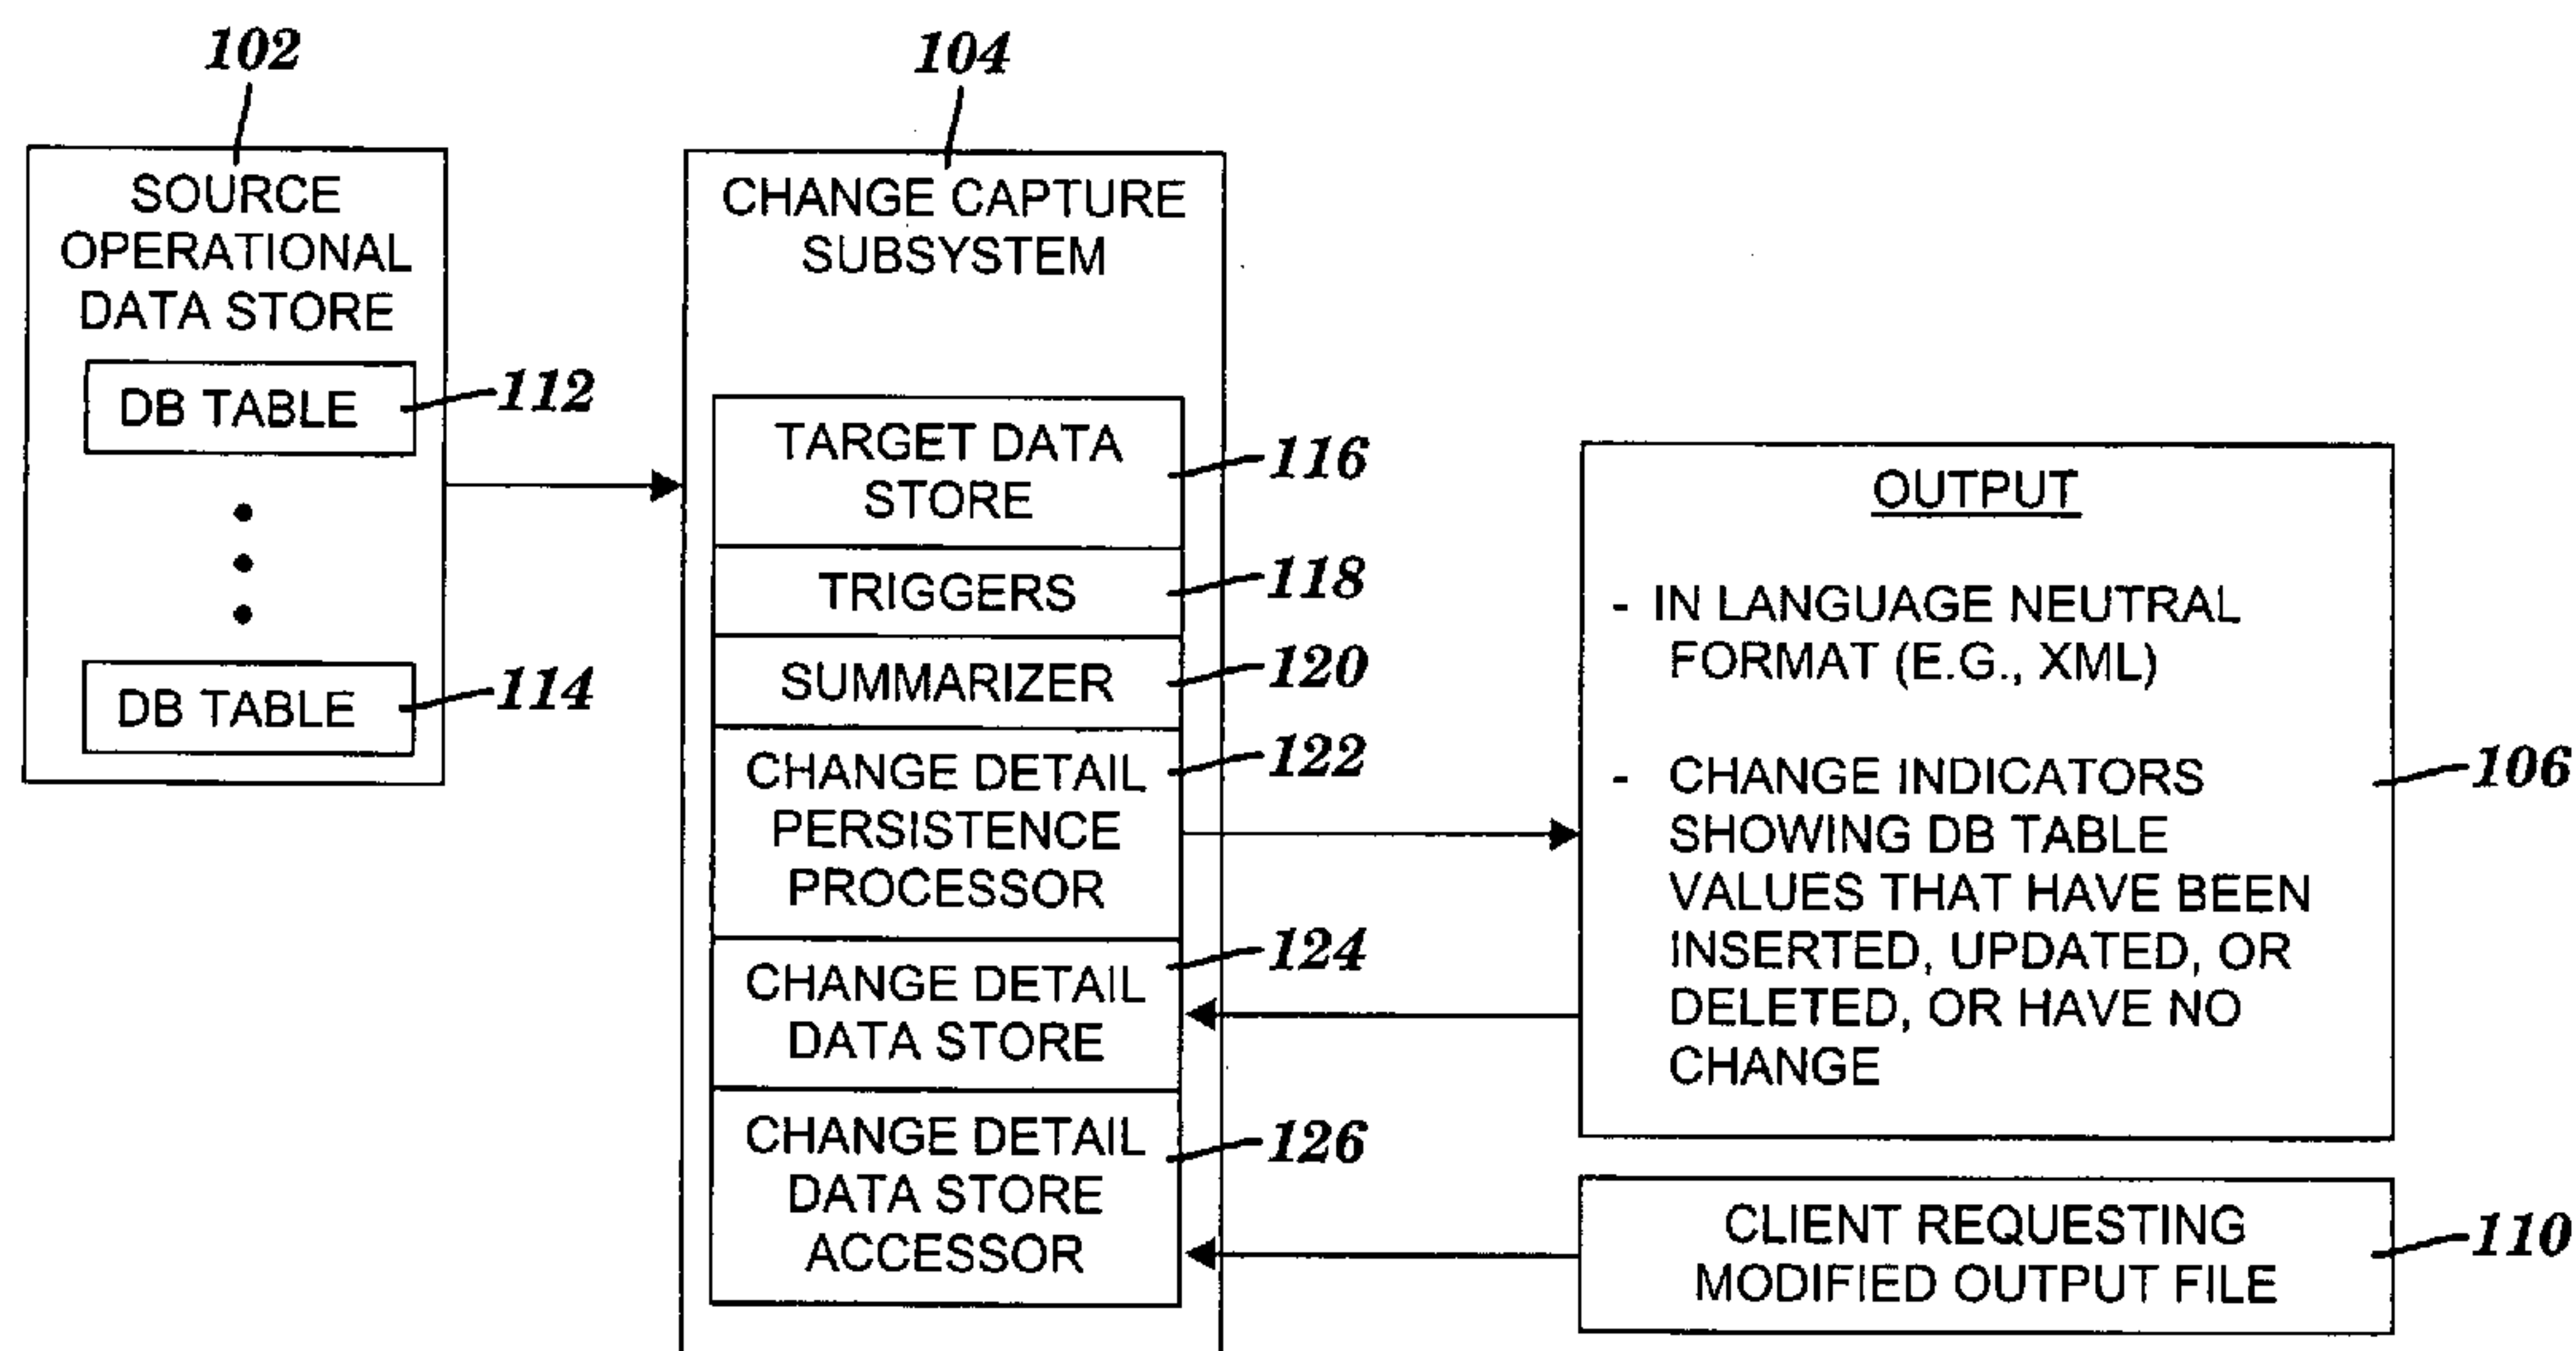 102
SOURCE
OPERATIONAL
DATA STORE
DB TABLE
112
DB TABLE
114
104
CHANGE CAPTURE
SUBSYSTEM
TARGET DATA
STORE
116
TRIGGERS
118
SUMMARIZER
120
CHANGE DETAIL
PERSISTENCE
PROCESSOR
122
CHANGE DETAIL
DATA STORE
124
CHANGE DETAIL
DATA STORE
ACCESSOR
126
OUTPUT
- IN LANGUAGE NEUTRAL
FORMAT (E.G., XML)
- CHANGE INDICATORS
SHOWING DB TABLE
VALUES THAT HAVE BEEN
INSERTED, UPDATED, OR
DELETED, OR HAVE NO
CHANGE
106
CLIENT REQUESTING
MODIFIED OUTPUT FILE
110